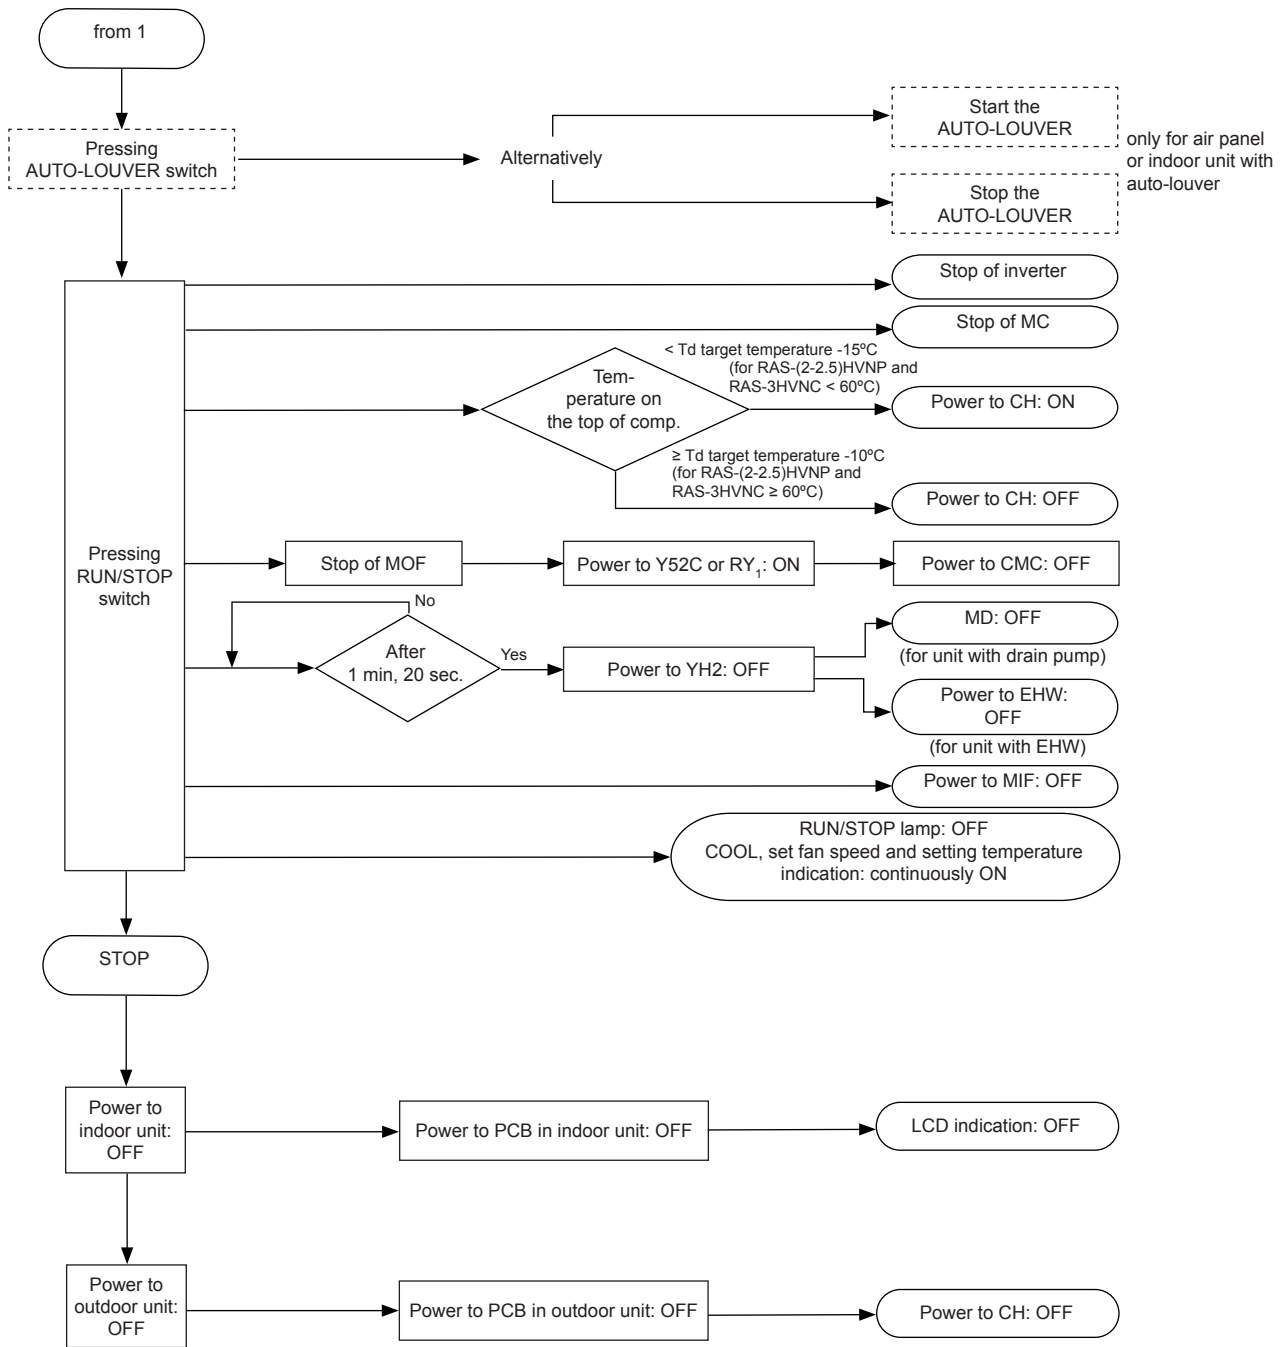 from 1
Pressing
AUTO-LOUVER switch
Alternatively
Start the
AUTO-LOUVER
Stop the
AUTO-LOUVER
only for air panel
or indoor unit with
auto-louver
Pressing
RUN/STOP
switch
Stop of inverter
Stop of MC
Tem-
perature on
the top of comp.
< Td target temperature -15ºC
(for RAS-(2-2.5)HVNP and
RAS-3HVNC < 60ºC)
Power to CH: ON
≥ Td target temperature -10ºC
(for RAS-(2-2.5)HVNP and
RAS-3HVNC ≥ 60ºC)
Power to CH: OFF
Stop of MOF
Power to Y52C or RY1: ON
Power to CMC: OFF
No
After
1 min, 20 sec.
Yes
Power to YH2: OFF
MD: OFF
(for unit with drain pump)
Power to EHW:
OFF
(for unit with EHW)
Power to MIF: OFF
RUN/STOP lamp: OFF
COOL, set fan speed and setting temperature
indication: continuously ON
STOP
Power to
indoor unit:
OFF
Power to PCB in indoor unit: OFF
LCD indication: OFF
Power to
outdoor unit:
OFF
Power to PCB in outdoor unit: OFF
Power to CH: OFF